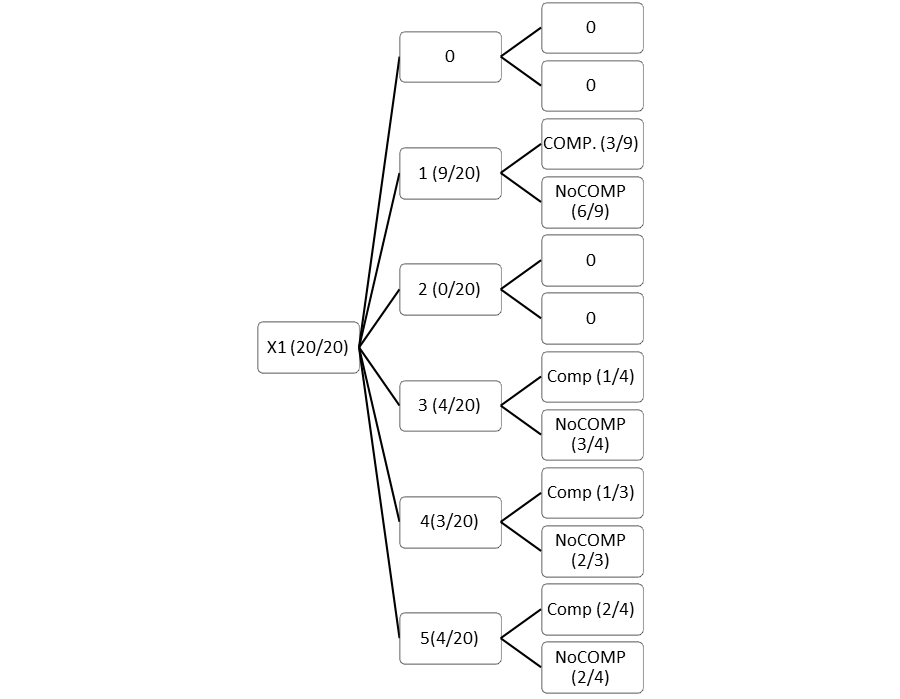 X1 (20/20)
0
0
0
1 (9/20)
COMP. (3/9)
NoCOMP
(6/9)
2 (0/20)
0
0
3 (4/20)
Comp (1/4)
NoCOMP
(3/4)
4(3/20)
Comp (1/3)
NoCOMP
(2/3)
5(4/20)
Comp (2/4)
NoCOMP
(2/4)